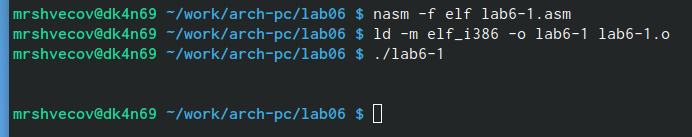 mrshvecov@dk4n69 ~/work/arch-pc/lab06 $ nasm -f elf lab6-1.asm
mrshvecov@dk4n69 ~/work/arch-pc/lab06 $ ld -m elf_i386 -o lab6-1 lab6-1.o
mrshvecov@dk4n69 ~/work/arch-pc/lab06 $ ./lab6-1
mrshvecov@dk4n69 ~/work/arch-pc/lab06 $